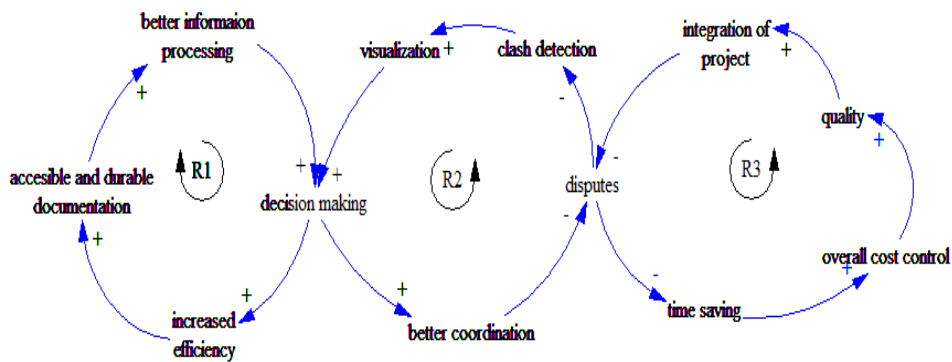 better informaion
processing
visualization
clash detection
integration of
project
+
+
+
-
quality
+
R1
R2
R3
accesible and durable
documentation
+
+
decision making
-
disputes
-
+
overall cost control
+
-
+
+
increased
efficiency
better coordination
time saving